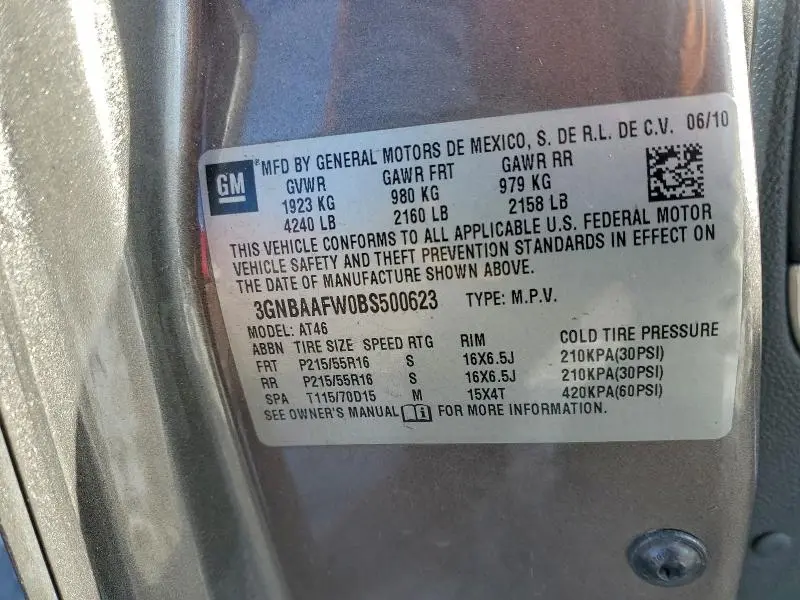 GM ®MFD BY GENERAL MOTORS DE MEXICO, S. DE R.L. DE C.V. 06/10
GVWR GAWR FRT GAWR RR
1923 KG 980 KG 979 KG
4240 LB 2160 LB 2158 LB
THIS VEHICLE CONFORMS TO ALL APPLICABLE U.S. FEDERAL MOTOR
VEHICLE SAFETY AND THEFT PREVENTION STANDARDS IN EFFECT ON
THE DATE OF MANUFACTURE SHOWN ABOVE.
3GNBAAFW0BS500623 TYPE: M.P.V.
MODEL: AT46
ABBN TIRE SIZE SPEED RTG RIM COLD TIRE PRESSURE
FRT P215/55R16 S 16X6.5J 210KPA(30PSI)
RR P215/55R16 S 16X6.5J 210KPA(30PSI)
SPA T115/70D15 M 15X4T 420KPA(60PSI)
SEE OWNER'S MANUAL FOR MORE INFORMATION.